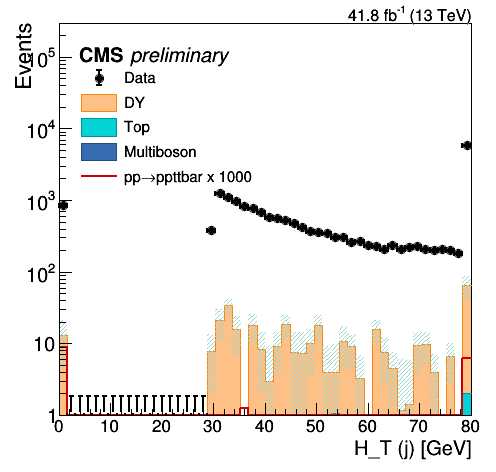 41.8 fb⁻¹ (13 TeV)
Events
CMS preliminary
Data
DY
Top
Multiboson
pp→ppttbar x 1000
10⁵
10⁴
10³
10²
10
1
0 10 20 30 40 50 60 70 80
H_T (j) [GeV]